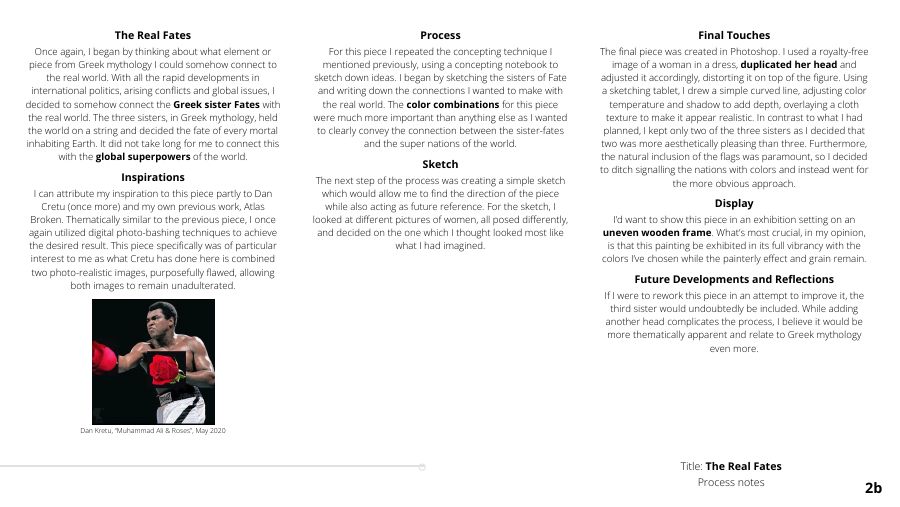 The Real Fates
Once again, I began by thinking about what element or
piece from Greek mythology I could somehow connect to
the real world. With all the rapid developments in
international politics, arising conflicts and global issues, I
decided to somehow connect the Greek sister Fates with
the real world. The three sisters, in Greek mythology, held
the world on a string and decided the fate of every mortal
inhabiting Earth. It did not take long for me to connect this
with the global superpowers of the world.
Inspirations
I can attribute my inspiration to this piece partly to Dan
Cretu (once more) and my own previous work, Atlas
Broken. Thematically similar to the previous piece, I once
again utilized digital photo-bashing techniques to achieve
the desired result. This piece specifically was of particular
interest to me as what Cretu has done here is combined
two photo-realistic images, purposefully flawed, allowing
both images to remain unadulterated.
Dan Kretu, "Muhammad Ali & Roses", May 2020
Process
For this piece I repeated the concepting technique I
mentioned previously, using a concepting notebook to
sketch down ideas. I began by sketching the sisters of Fate
and writing down the connections I wanted to make with
the real world. The color combinations for this piece
were much more important than anything else as I wanted
to clearly convey the connection between the sister-fates
and the super nations of the world.
Sketch
The next step of the process was creating a simple sketch
which would allow me to find the direction of the piece
while also acting as future reference. For the sketch, I
looked at different pictures of women, all posed differently,
and decided on the one which I thought looked most like
what I had imagined.
Final Touches
The final piece was created in Photoshop. I used a royalty-free
image of a woman in a dress, duplicated her head and
adjusted it accordingly, distorting it on top of the figure. Using
a sketching tablet, I drew a simple curved line, adjusting color
temperature and shadow to add depth, overlaying a cloth
texture to make it appear realistic. In contrast to what I had
planned, I kept only two of the three sisters as I decided that
two was more aesthetically pleasing than three. Furthermore,
the natural inclusion of the flags was paramount, so I decided
to ditch signalling the nations with colors and instead went for
the more obvious approach.
Display
I'd want to show this piece in an exhibition setting on an
uneven wooden frame. What's most crucial, in my opinion,
is that this painting be exhibited in its full vibrancy with the
colors I've chosen while the painterly effect and grain remain.
Future Developments and Reflections
If I were to rework this piece in an attempt to improve it, the
third sister would undoubtedly be included. While adding
another head complicates the process, I believe it would be
more thematically apparent and relate to Greek mythology
even more.
Title: The Real Fates
Process notes
2b